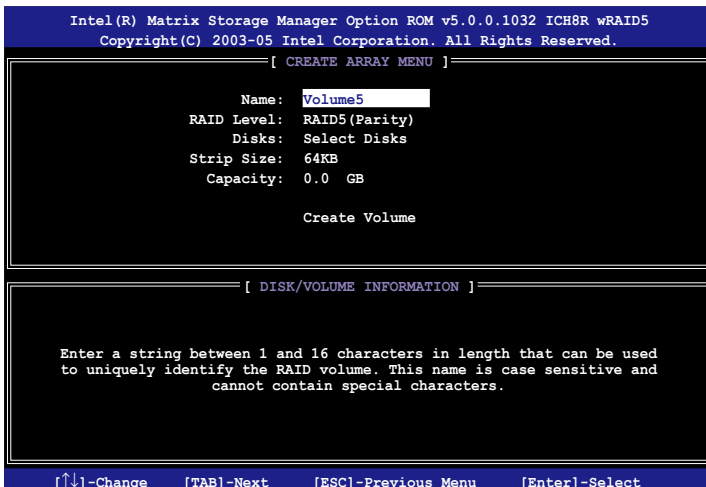 Intel(R) Matrix Storage Manager Option ROM v5.0.0.1032 ICH8R wRAID5
Copyright(C) 2003-05 Intel Corporation. All Rights Reserved.
[ CREATE ARRAY MENU ]
Name: Volume5
RAID Level: RAID5(Parity)
Disks: Select Disks
Strip Size: 64KB
Capacity: 0.0 GB
Create Volume
[ DISK/VOLUME INFORMATION ]
Enter a string between 1 and 16 characters in length that can be used
to uniquely identify the RAID volume. This name is case sensitive and
cannot contain special characters.
[↑↓]-Change [TAB]-Next [ESC]-Previous Menu [Enter]-Select